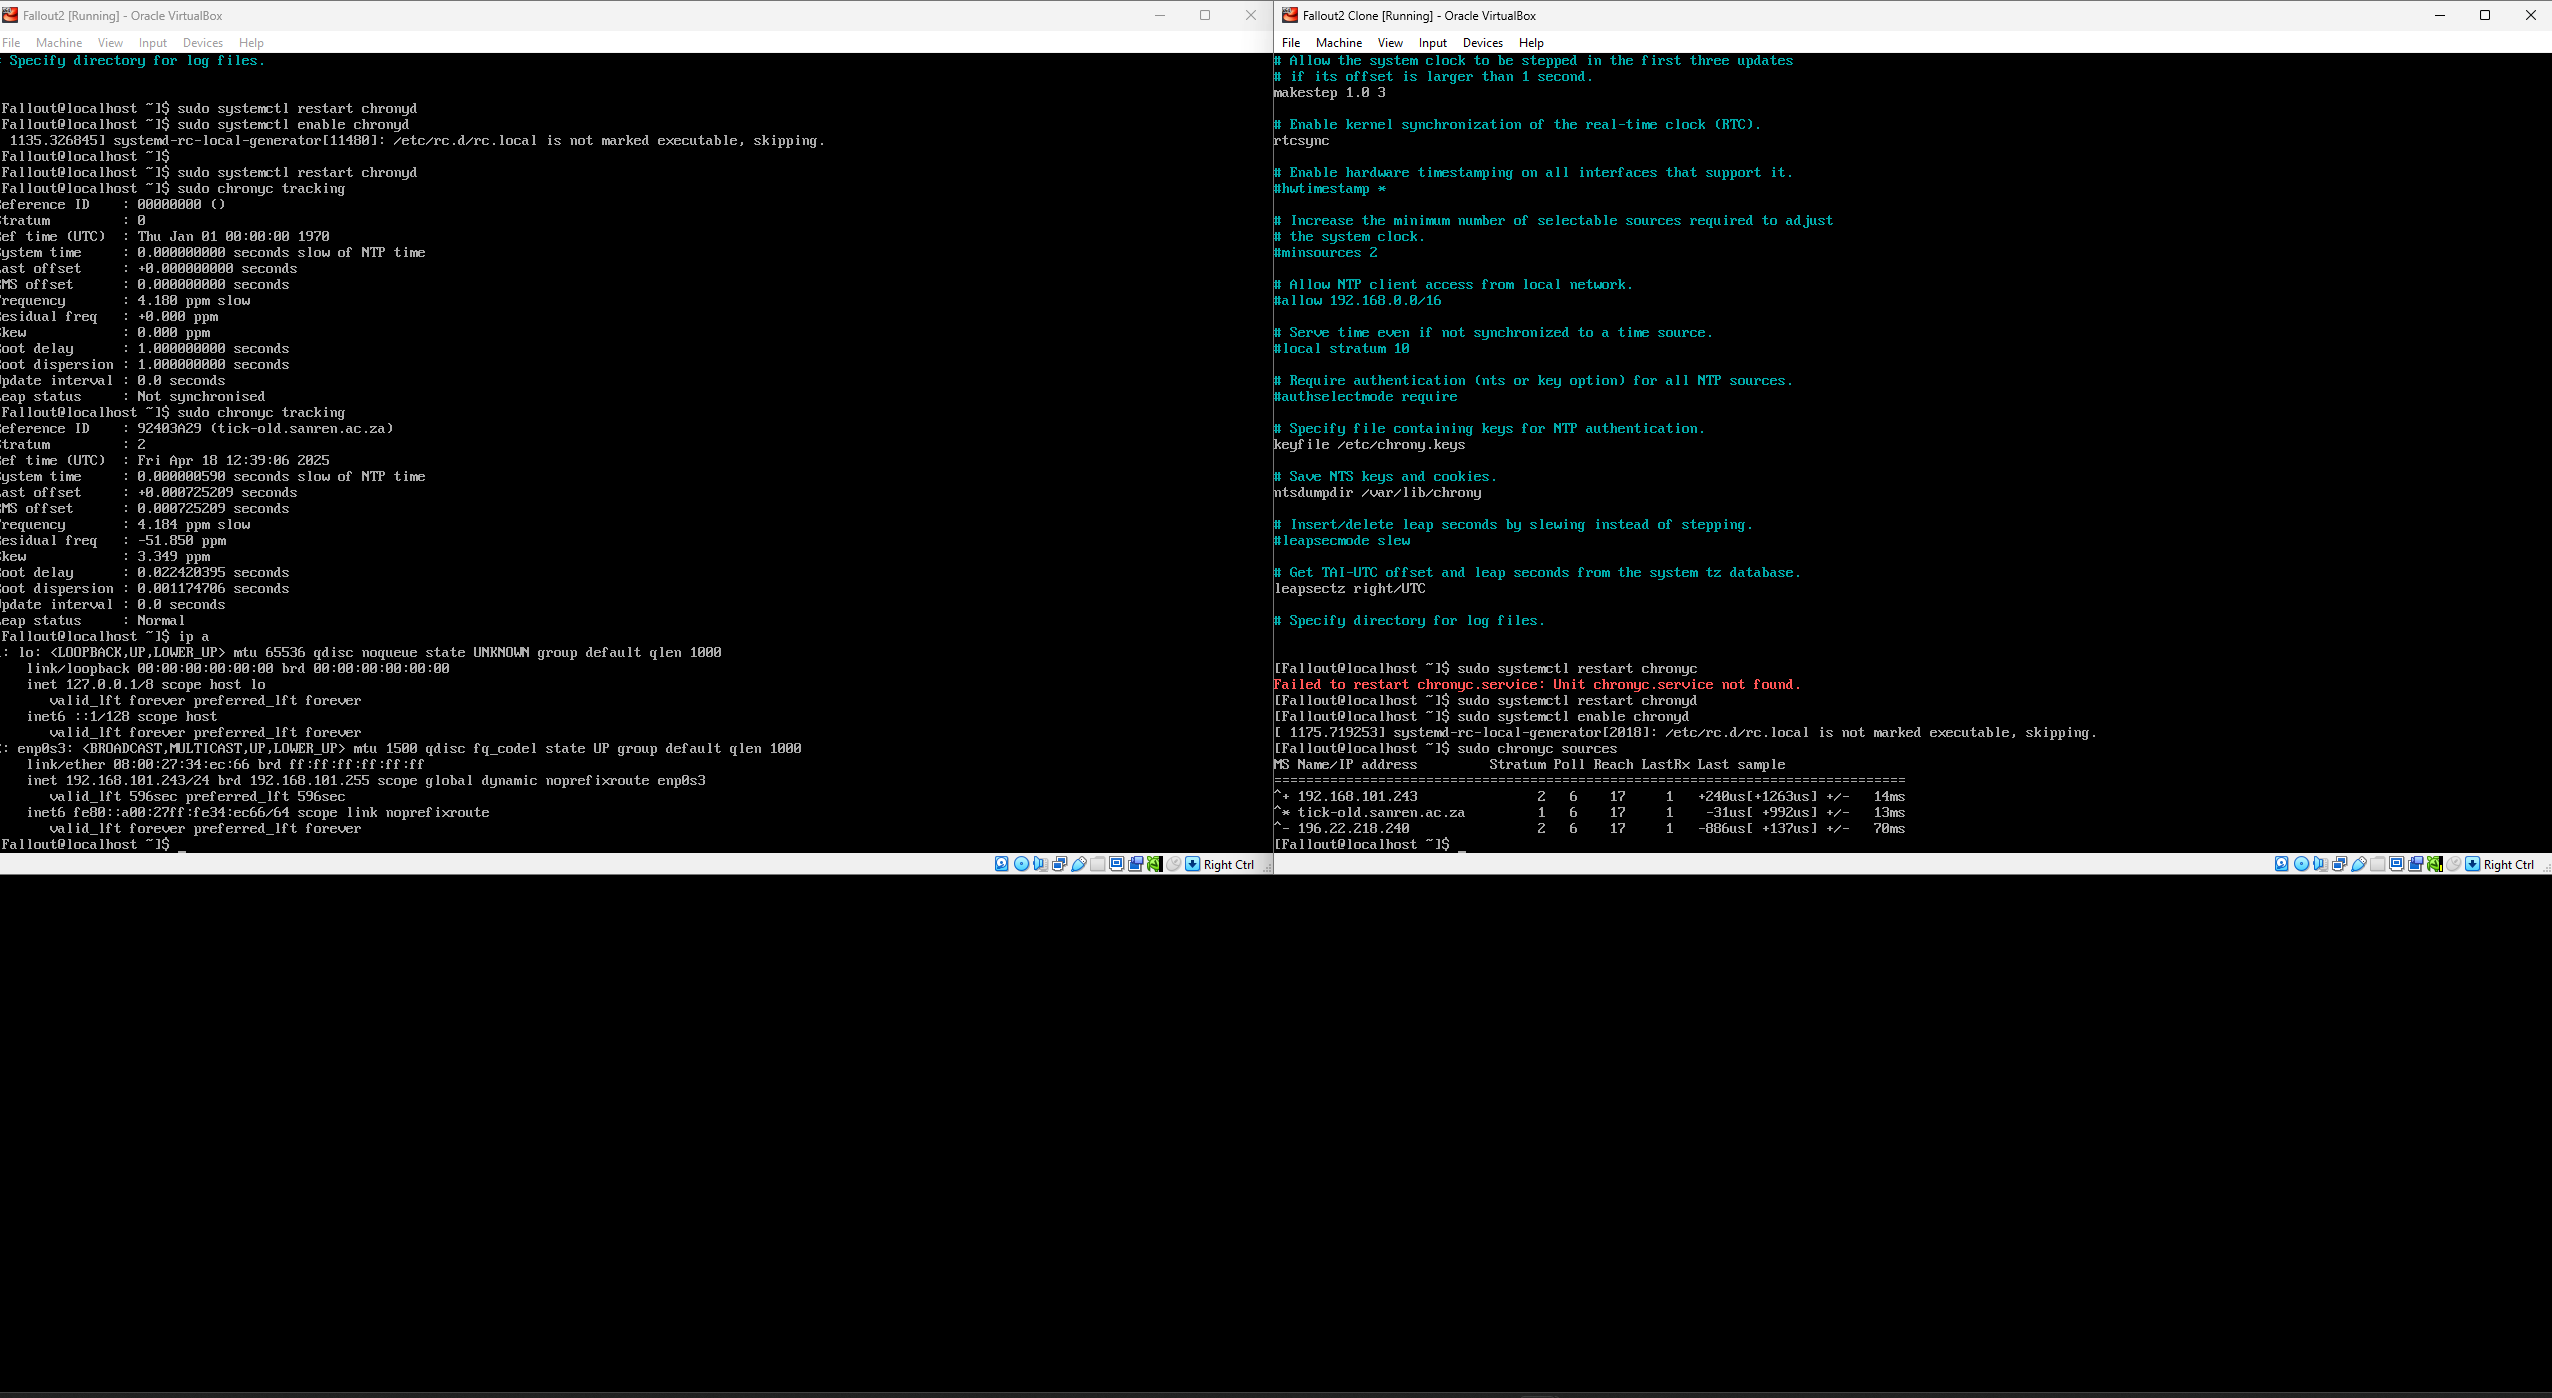 Fallout2 [Running] - Oracle VirtualBox
File Machine View Input Devices Help
Specify directory for log files.
Fallout@localhost ~]$ sudo systemctl restart chronyd
Fallout@localhost ~]$ sudo systemctl enable chronyd
1135.326845] systemd-rc-local-generator[11480]: /etc/rc.d/rc.local is not marked executable, skipping.
Fallout@localhost ~]$
Fallout@localhost ~]$ sudo systemctl restart chronyd
Fallout@localhost ~]$ sudo chronyc tracking
eference ID : 00000000 ()
tratum : 0
ef time (UTC) : Thu Jan 01 00:00:00 1970
ystem time : 0.000000000 seconds slow of NTP time
ast offset : +0.000000000 seconds
MS offset : 0.000000000 seconds
requency : 4.180 ppm slow
esidual freq : +0.000 ppm
kew : 0.000 ppm
oot delay : 1.000000000 seconds
oot dispersion : 1.000000000 seconds
pdate interval : 0.0 seconds
eap status : Not synchronised
Fallout@localhost ~]$ sudo chronyc tracking
eference ID : 92403A29 (tick-old.sanren.ac.za)
tratum : 2
ef time (UTC) : Fri Apr 18 12:39:06 2025
ystem time : 0.000000590 seconds slow of NTP time
ast offset : +0.000725209 seconds
MS offset : 0.000725209 seconds
requency : 4.184 ppm slow
esidual freq : -51.850 ppm
kew : 3.349 ppm
oot delay : 0.022420395 seconds
oot dispersion : 0.001174706 seconds
pdate interval : 0.0 seconds
eap status : Normal
Fallout@localhost ~]$ ip a
: lo: <LOOPBACK,UP,LOWER_UP> mtu 65536 qdisc noqueue state UNKNOWN group default qlen 1000
link/loopback 00:00:00:00:00:00 brd 00:00:00:00:00:00
inet 127.0.0.1/8 scope host lo
valid_lft forever preferred_lft forever
inet6 ::1/128 scope host
valid_lft forever preferred_lft forever
: enp0s3: <BROADCAST,MULTICAST,UP,LOWER_UP> mtu 1500 qdisc fq_codel state UP group default qlen 1000
link/ether 08:00:27:34:ec:66 brd ff:ff:ff:ff:ff:ff
inet 192.168.101.243/24 brd 192.168.101.255 scope global dynamic noprefixroute enp0s3
valid_lft 596sec preferred_lft 596sec
inet6 fe80::a00:27ff:fe34:ec66/64 scope link noprefixroute
valid_lft forever preferred_lft forever
Fallout@localhost ~]$ _
Right Ctrl
Fallout2 Clone [Running] - Oracle VirtualBox
File Machine View Input Devices Help
# Allow the system clock to be stepped in the first three updates
# if its offset is larger than 1 second.
makestep 1.0 3
# Enable kernel synchronization of the real-time clock (RTC).
rtcsync
# Enable hardware timestamping on all interfaces that support it.
#hwtimestamp *
# Increase the minimum number of selectable sources required to adjust
# the system clock.
#minsources 2
# Allow NTP client access from local network.
#allow 192.168.0.0/16
# Serve time even if not synchronized to a time source.
#local stratum 10
# Require authentication (nts or key option) for all NTP sources.
#authselectmode require
# Specify file containing keys for NTP authentication.
keyfile /etc/chrony.keys
# Save NTS keys and cookies.
ntsdumpdir /var/lib/chrony
# Insert/delete leap seconds by slewing instead of stepping.
#leapsecmode slew
# Get TAI-UTC offset and leap seconds from the system tz database.
leapsectz right/UTC
# Specify directory for log files.
[Fallout@localhost ~]$ sudo systemctl restart chronyc
Failed to restart chronyc.service: Unit chronyc.service not found.
[Fallout@localhost ~]$ sudo systemctl restart chronyd
[Fallout@localhost ~]$ sudo systemctl enable chronyd
[ 1175.719253] systemd-rc-local-generator[2018]: /etc/rc.d/rc.local is not marked executable, skipping.
[Fallout@localhost ~]$ sudo chronyc sources
MS Name/IP address Stratum Poll Reach LastRx Last sample
===============================================================================
^+ 192.168.101.243 2 6 17 1 +240us[+1263us] +/- 14ms
^* tick-old.sanren.ac.za 1 6 17 1 -31us[ +992us] +/- 13ms
^- 196.22.218.240 2 6 17 1 -886us[ +137us] +/- 70ms
[Fallout@localhost ~]$ _
Right Ctrl